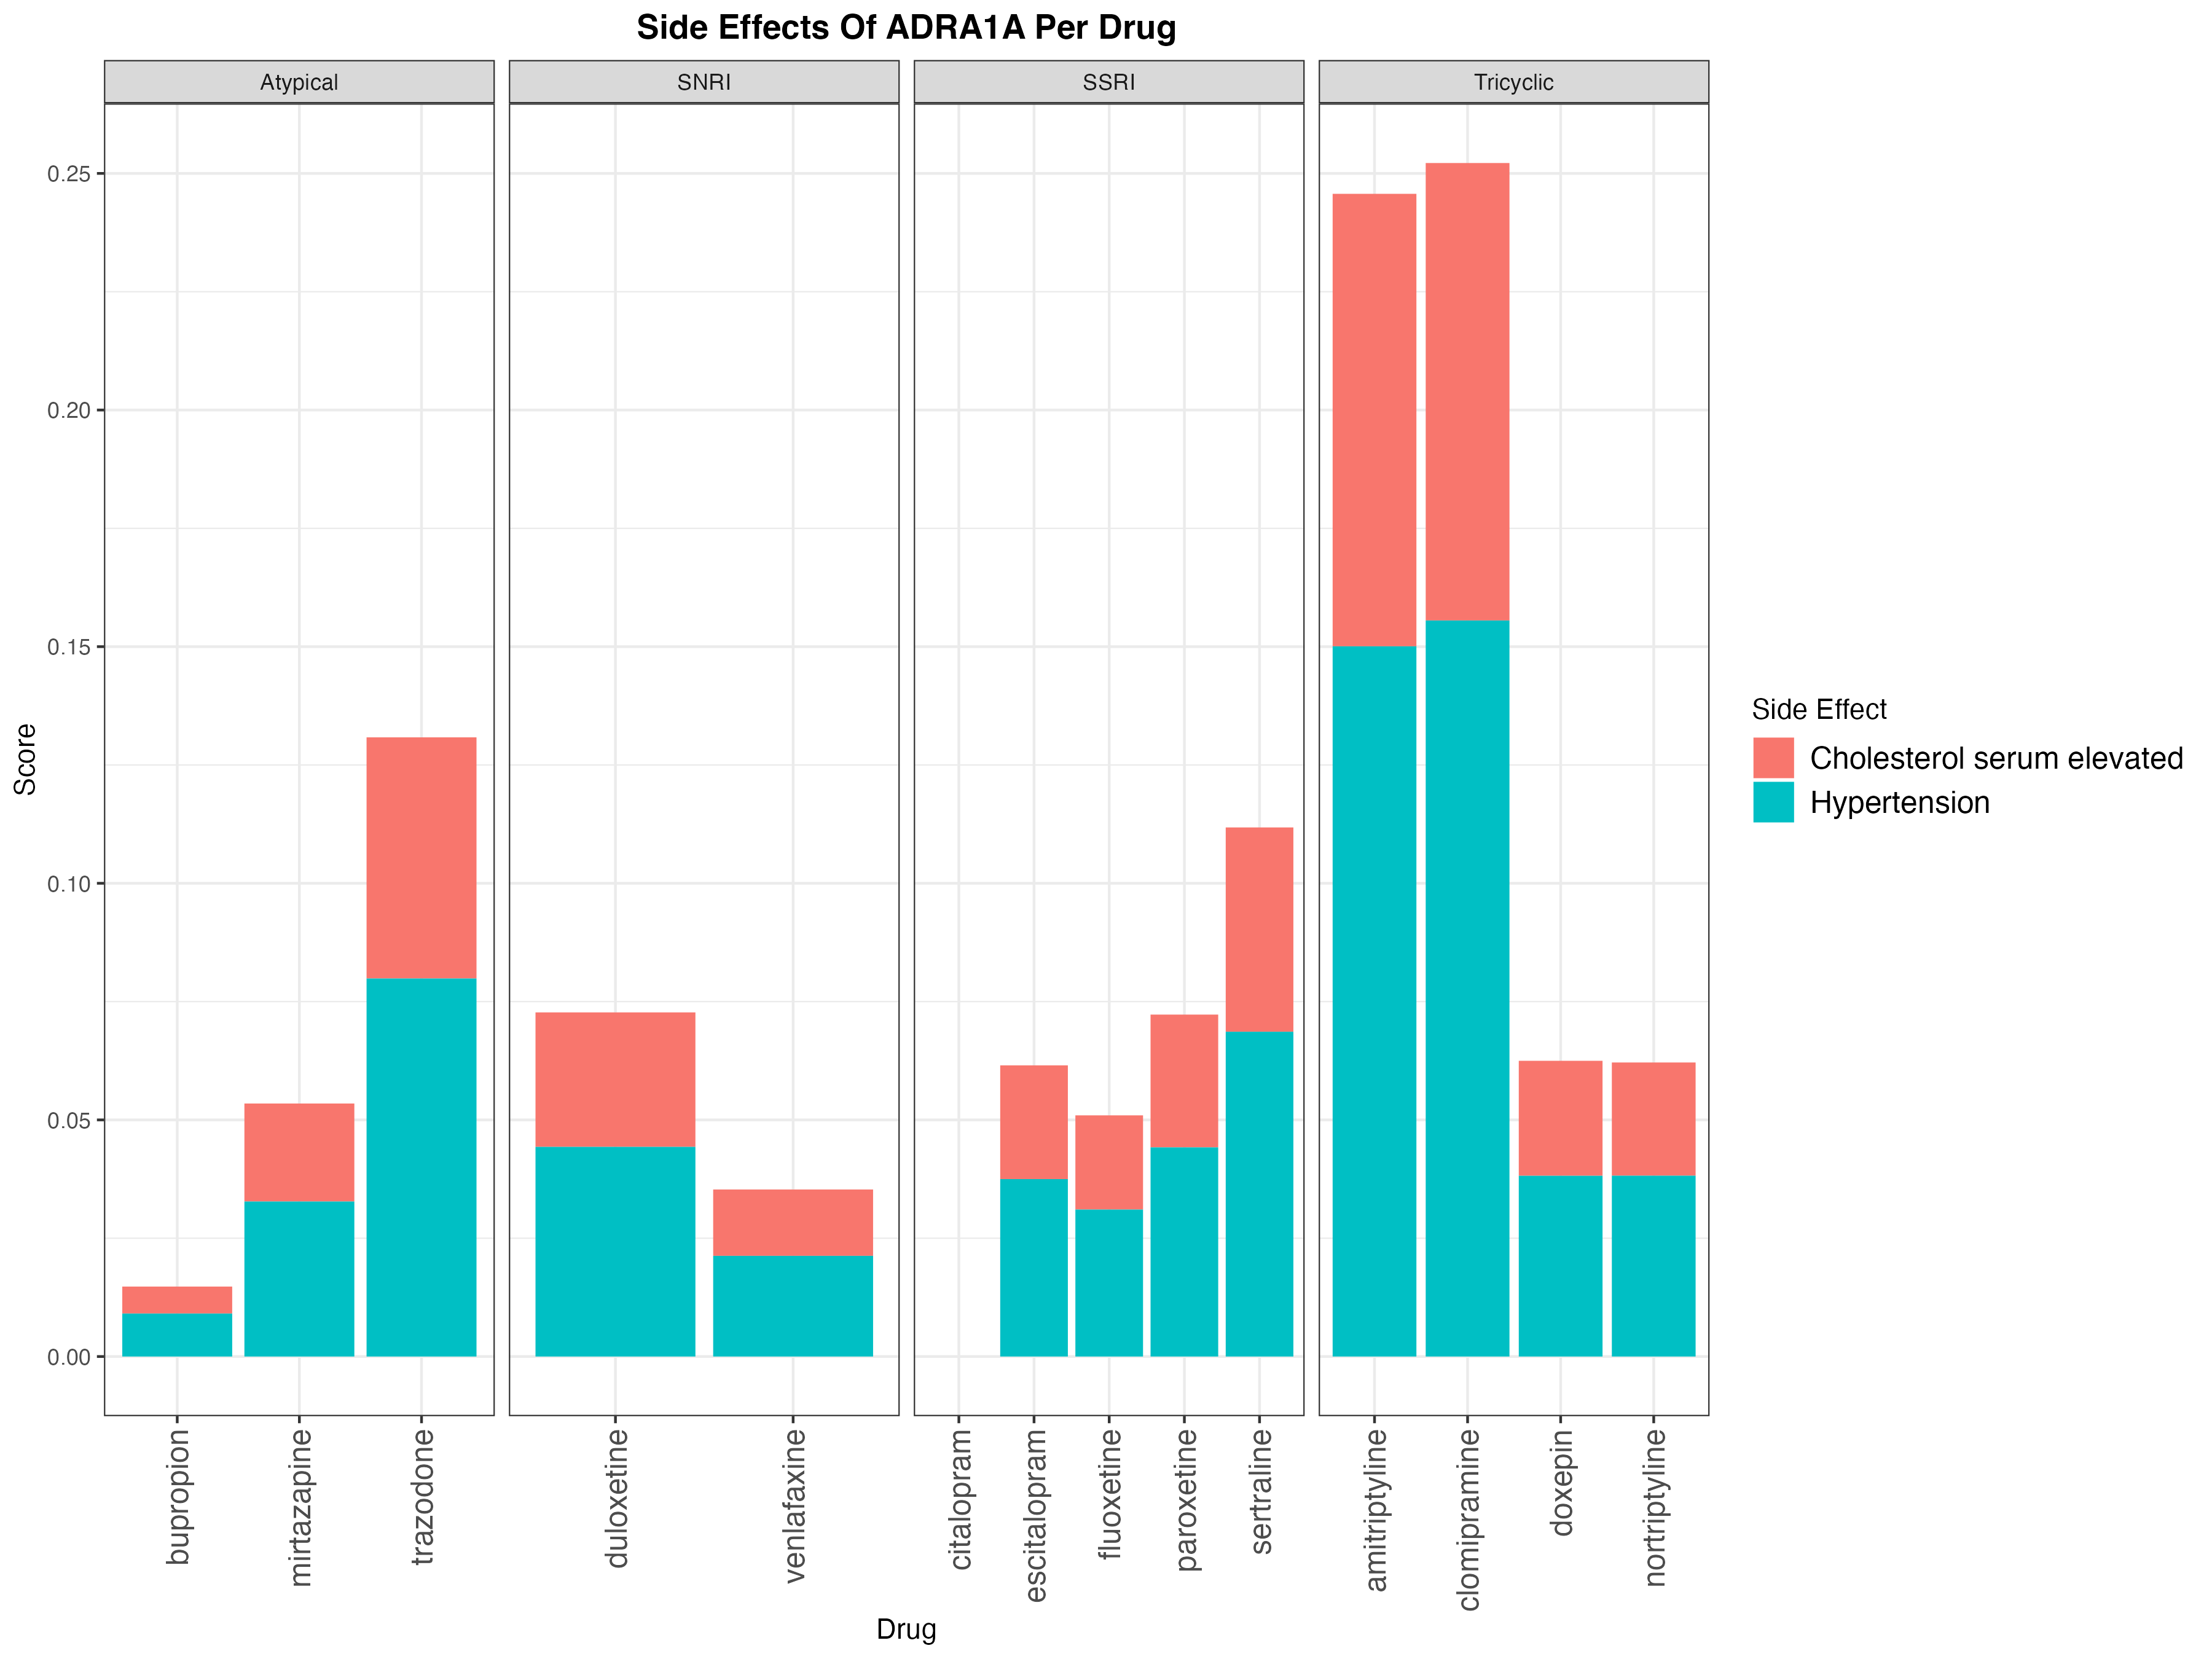 Side Effects Of ADRA1A Per Drug
Atypical
SNRI
SSRI
Tricyclic
0.25
0.20
0.15
0.10
0.05
0.00
Score
bupropion
mirtazapine
trazodone
duloxetine
venlafaxine
citalopram
escitalopram
fluoxetine
paroxetine
sertraline
amitriptyline
clomipramine
doxepin
nortriptyline
Drug
Side Effect
Cholesterol serum elevated
Hypertension